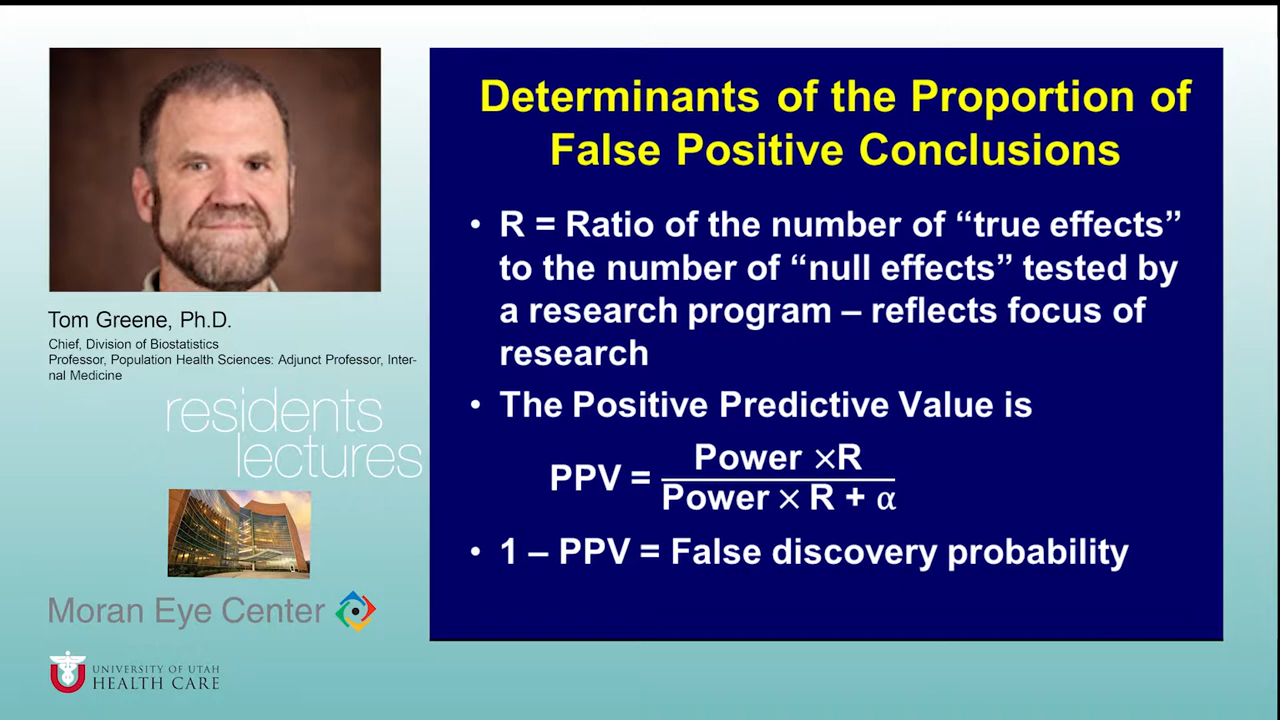 Determinants of the Proportion of
False Positive Conclusions
• R = Ratio of the number of “true effects”
to the number of “null effects” tested by
a research program – reflects focus of
research
• The Positive Predictive Value is
PPV = Power ×R / Power × R + α
• 1 – PPV = False discovery probability
Tom Greene, Ph.D.
Chief, Division of Biostatistics
Professor, Population Health Sciences: Adjunct Professor, Inter-
nal Medicine
residents
lectures
Moran Eye Center
UNIVERSITY OF UTAH
HEALTH CARE